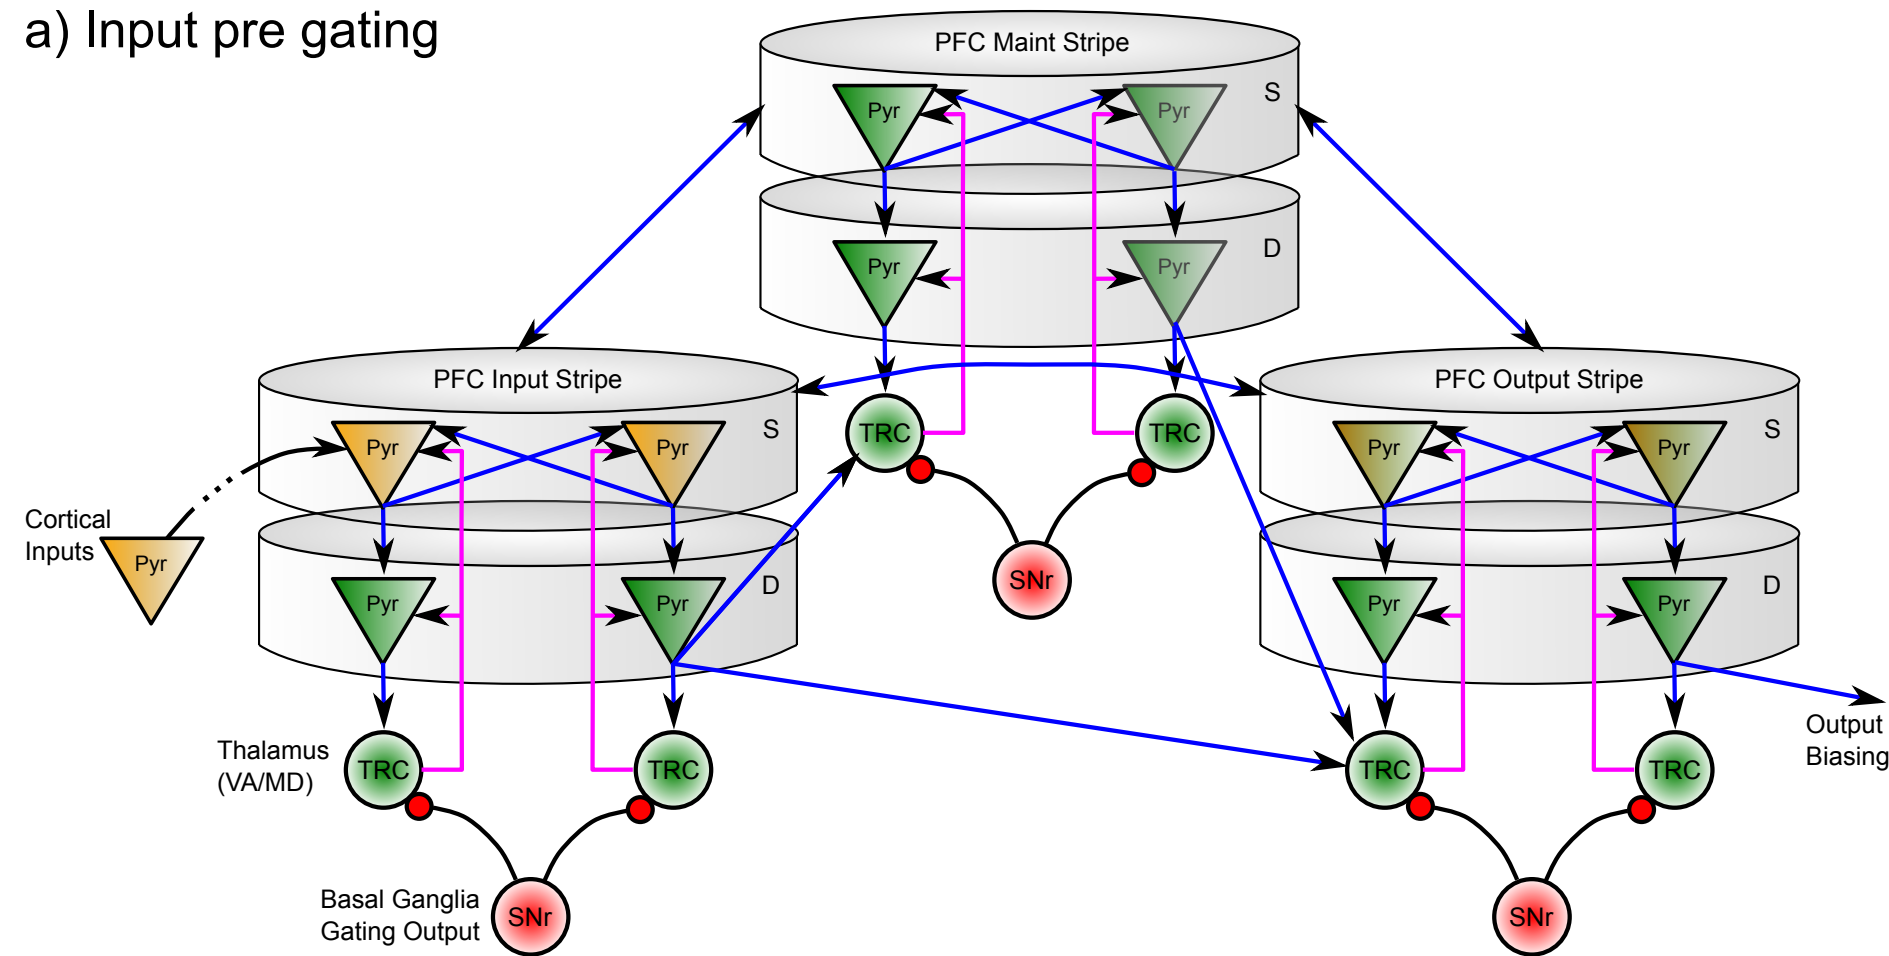 a) Input pre gating
PFC Maint Stripe
Pyr
Pyr
S
Pyr
Pyr
D
TRC
TRC
SNr
PFC Input Stripe
Pyr
Pyr
S
Cortical
Inputs
Pyr
Pyr
Pyr
D
Thalamus
(VA/MD)
TRC
TRC
Basal Ganglia
Gating Output
SNr
PFC Output Stripe
Pyr
Pyr
S
Pyr
Pyr
D
Output
Biasing
TRC
TRC
SNr